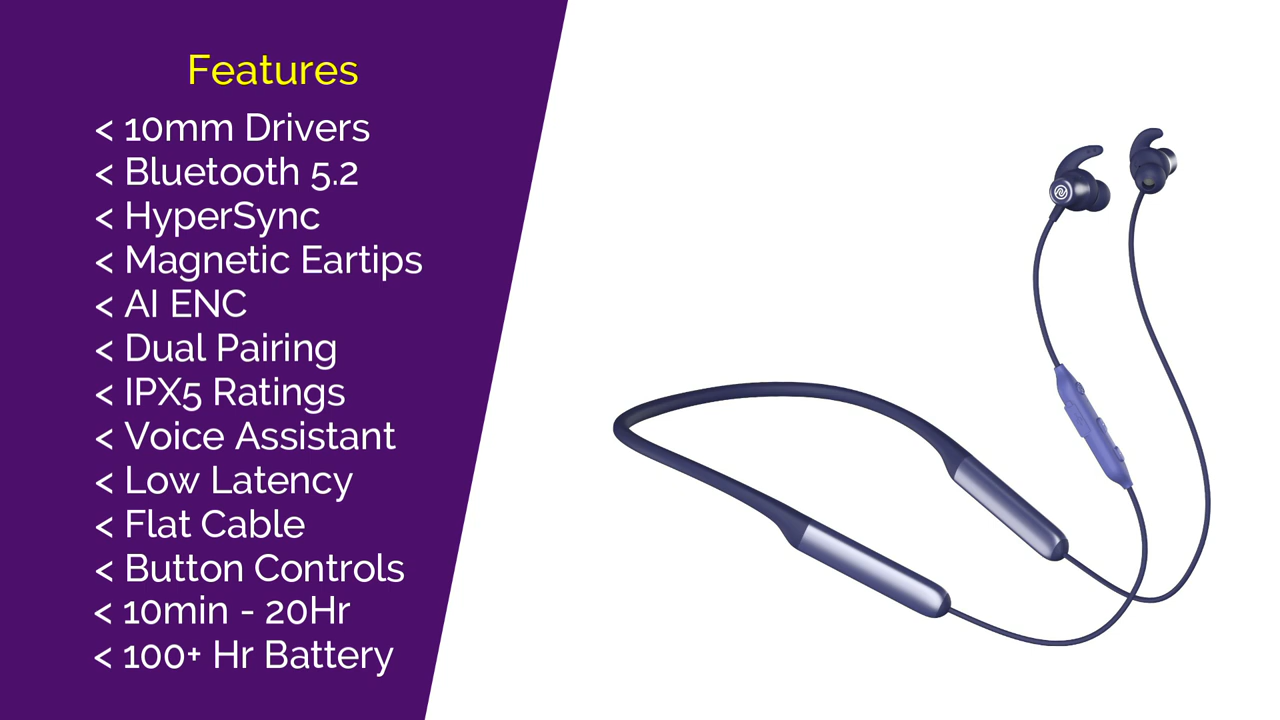 Features
< 10mm Drivers
< Bluetooth 5.2
< HyperSync
< Magnetic Eartips
< AI ENC
< Dual Pairing
< IPX5 Ratings
< Voice Assistant
< Low Latency
< Flat Cable
< Button Controls
< 10min - 20Hr
< 100+ Hr Battery